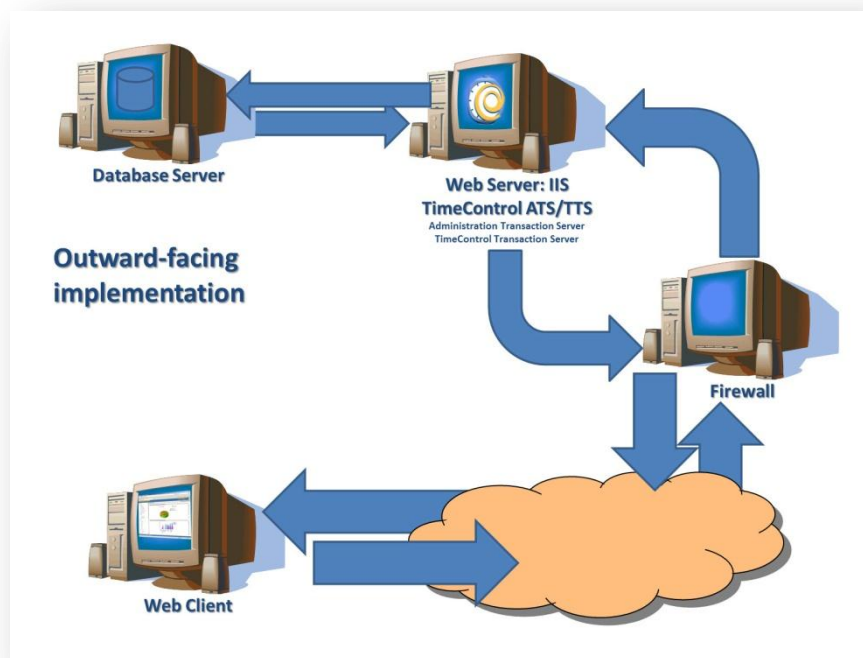 Database Server
Web Server: IIS
TimeControl ATS/TTS
Administration Transaction Server
TimeControl Transaction Server
Outward-facing
implementation
Firewall
Web Client